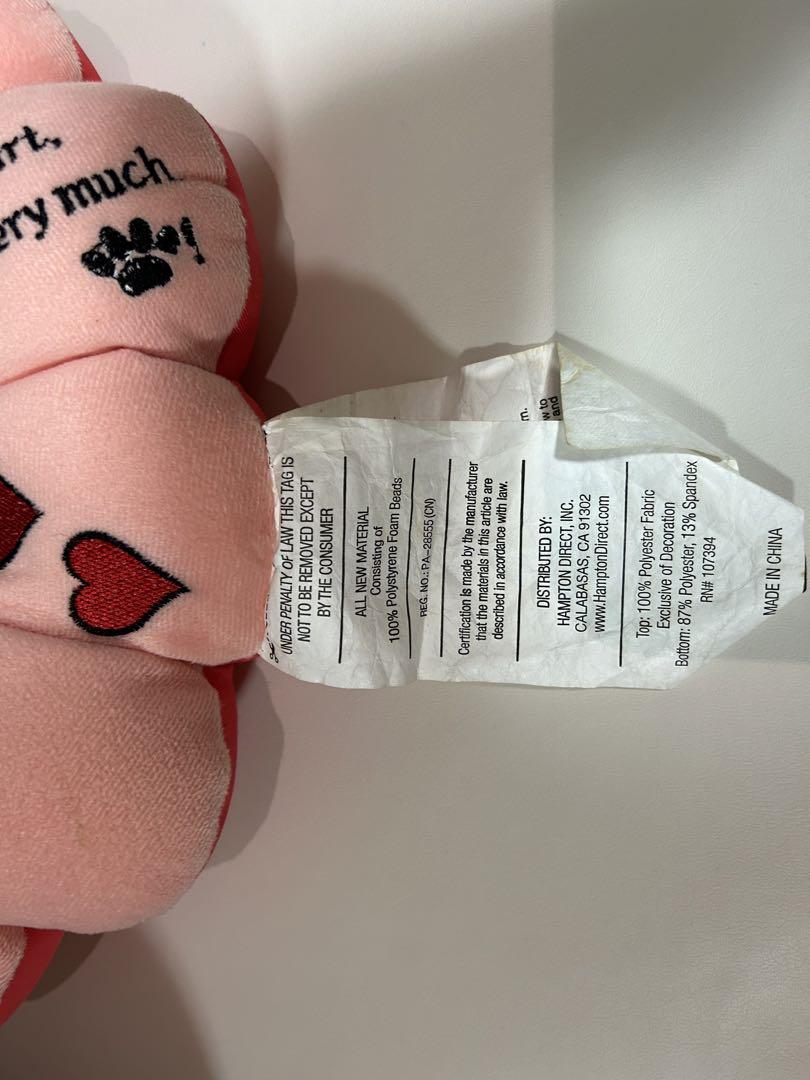 much
UNDER PENALTY OF LAW THIS TAG IS
NOT TO BE REMOVED EXCEPT
BY THE CONSUMER
ALL NEW MATERIAL
Consisting of
100% Polystyrene Foam Beads
REG. NO.: PA-28555 (CN)
Certification is made by the manufacturer
that the materials in this article are
described in accordance with law.
DISTRIBUTED BY:
HAMPTON DIRECT, INC.
CALABASAS, CA 91302
www.HamptonDirect.com
Top: 100% Polyester Fabric
Exclusive of Decoration
Bottom: 87% Polyester, 13% Spandex
RN# 107394
MADE IN CHINA
to
and